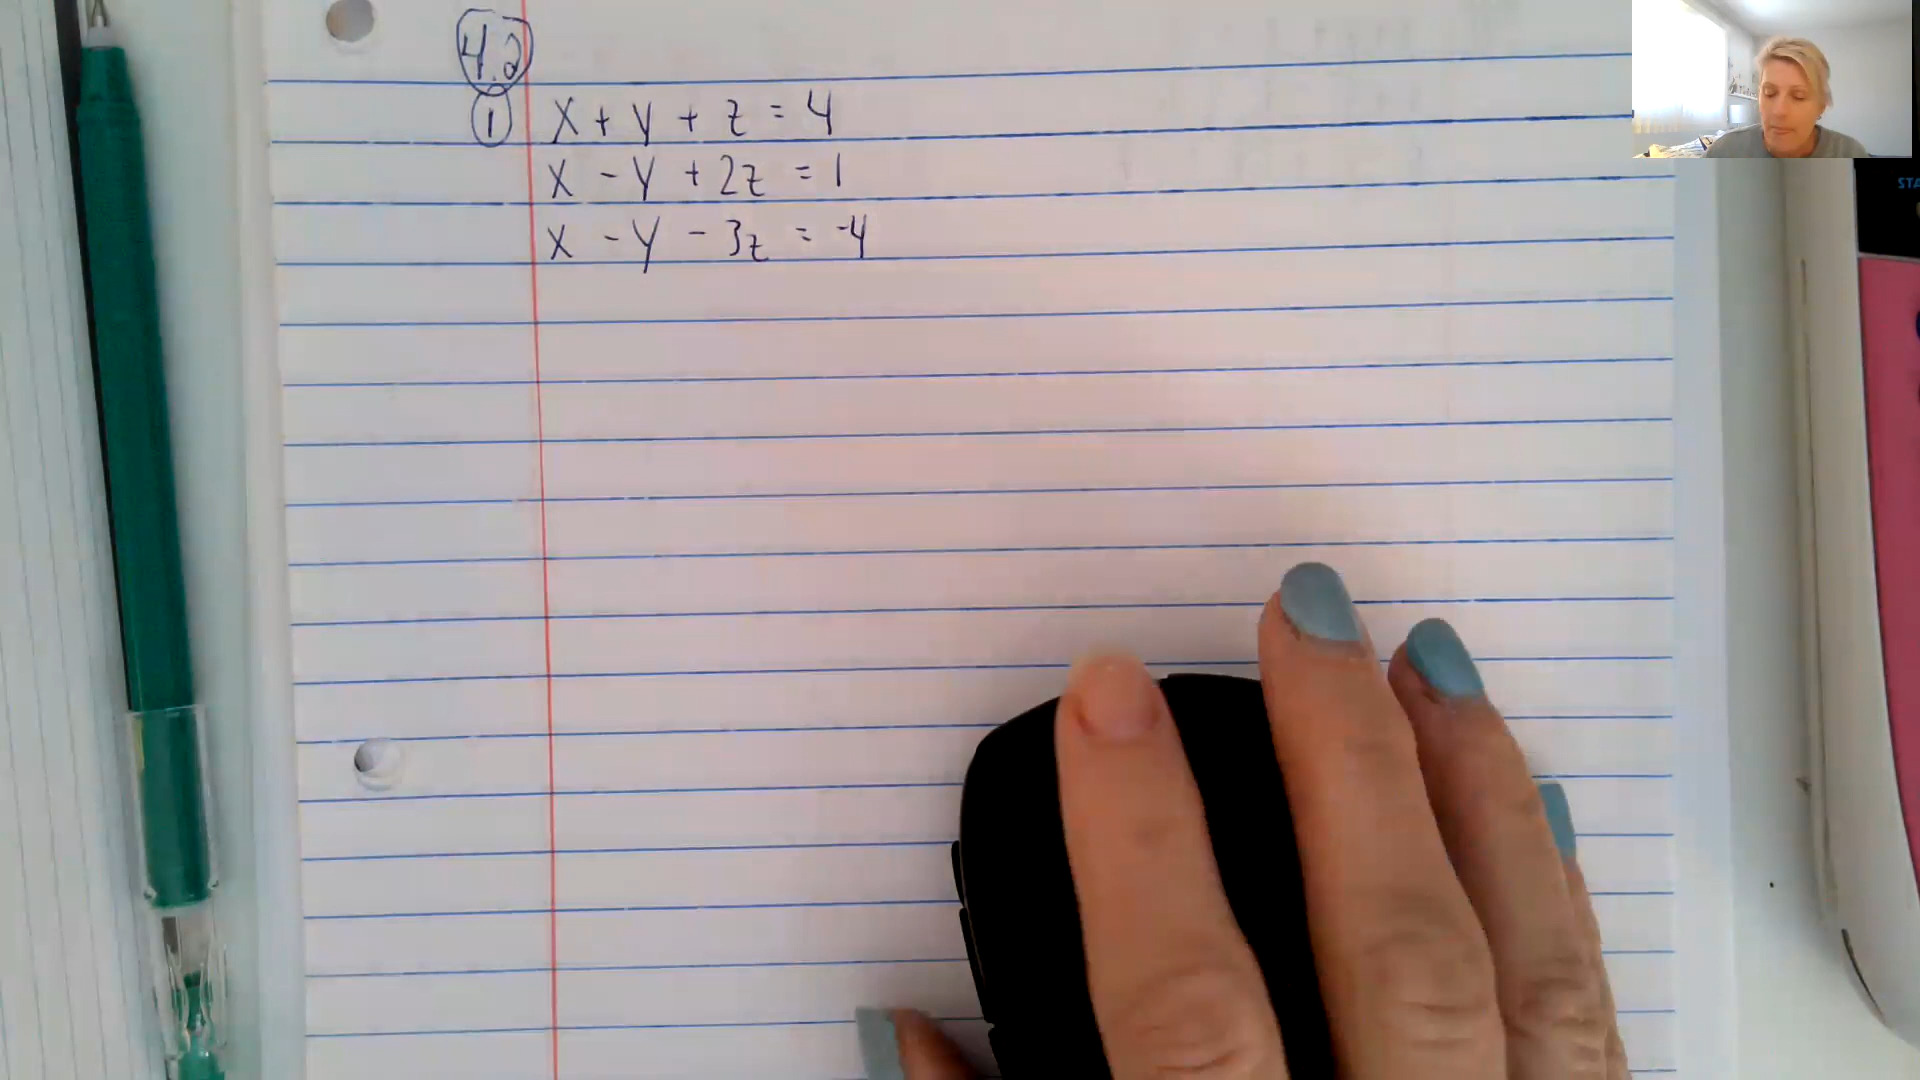 4.2
① x + y + z = 4
x - y + 2z = 1
x - y - 3z = -4